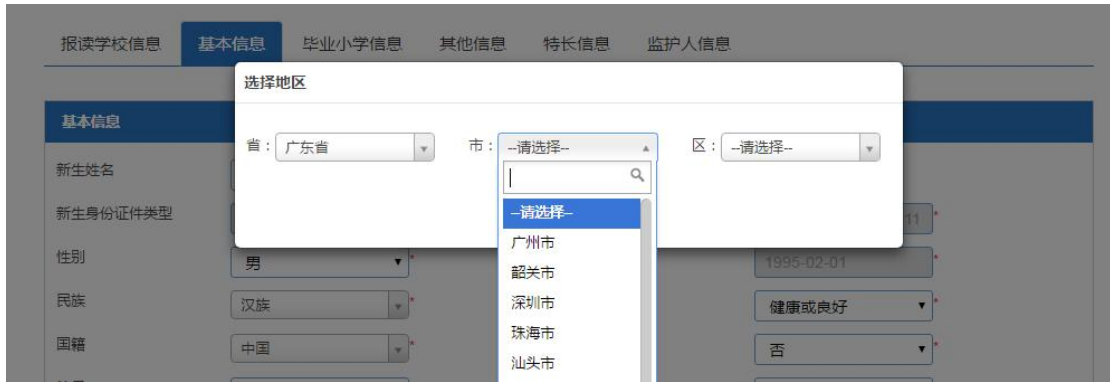 报读学校信息 基本信息 毕业小学信息 其他信息 特长信息 监护人信息
选择地区
基本信息
省： 广东省 市： --请选择-- 区： --请选择--
新生姓名
--请选择--
新生身份证件类型 11 *
广州市
性别 男 * 1995-02-01 *
韶关市
民族 汉族 * 深圳市 健康或良好 *
珠海市
国籍 中国 * 否 *
汕头市